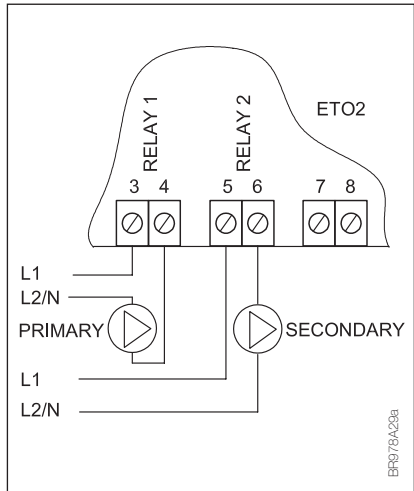 ETO2
RELAY 1
RELAY 2
3 4 5 6 7 8
L1
L2/N
PRIMARY
SECONDARY
L1
L2/N
BR978A29a